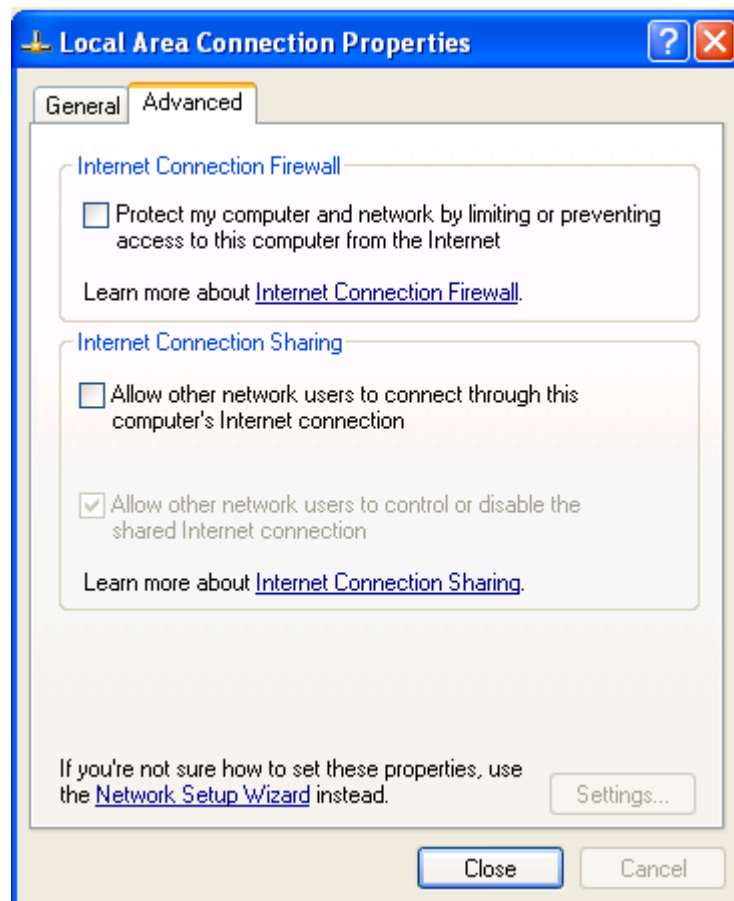 Local Area Connection Properties
General
Advanced
Internet Connection Firewall
Protect my computer and network by limiting or preventing
access to this computer from the Internet
Learn more about Internet Connection Firewall.
Internet Connection Sharing
Allow other network users to connect through this
computer's Internet connection
Allow other network users to control or disable the
shared Internet connection
Learn more about Internet Connection Sharing.
If you're not sure how to set these properties, use
the Network Setup Wizard instead.
Settings...
Close
Cancel